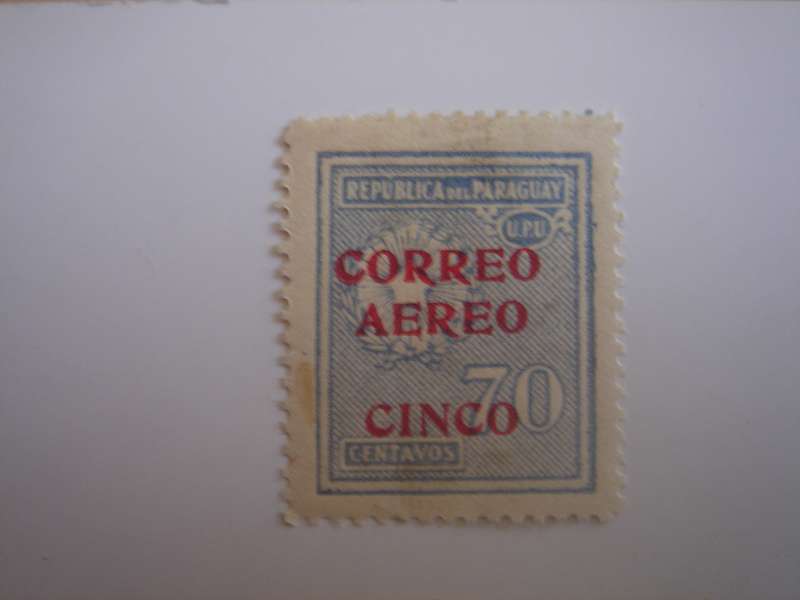 REPUBLICA DEL PARAGUAY
U.P.U
CORREO
AEREO
70
CINCO
CENTAVOS